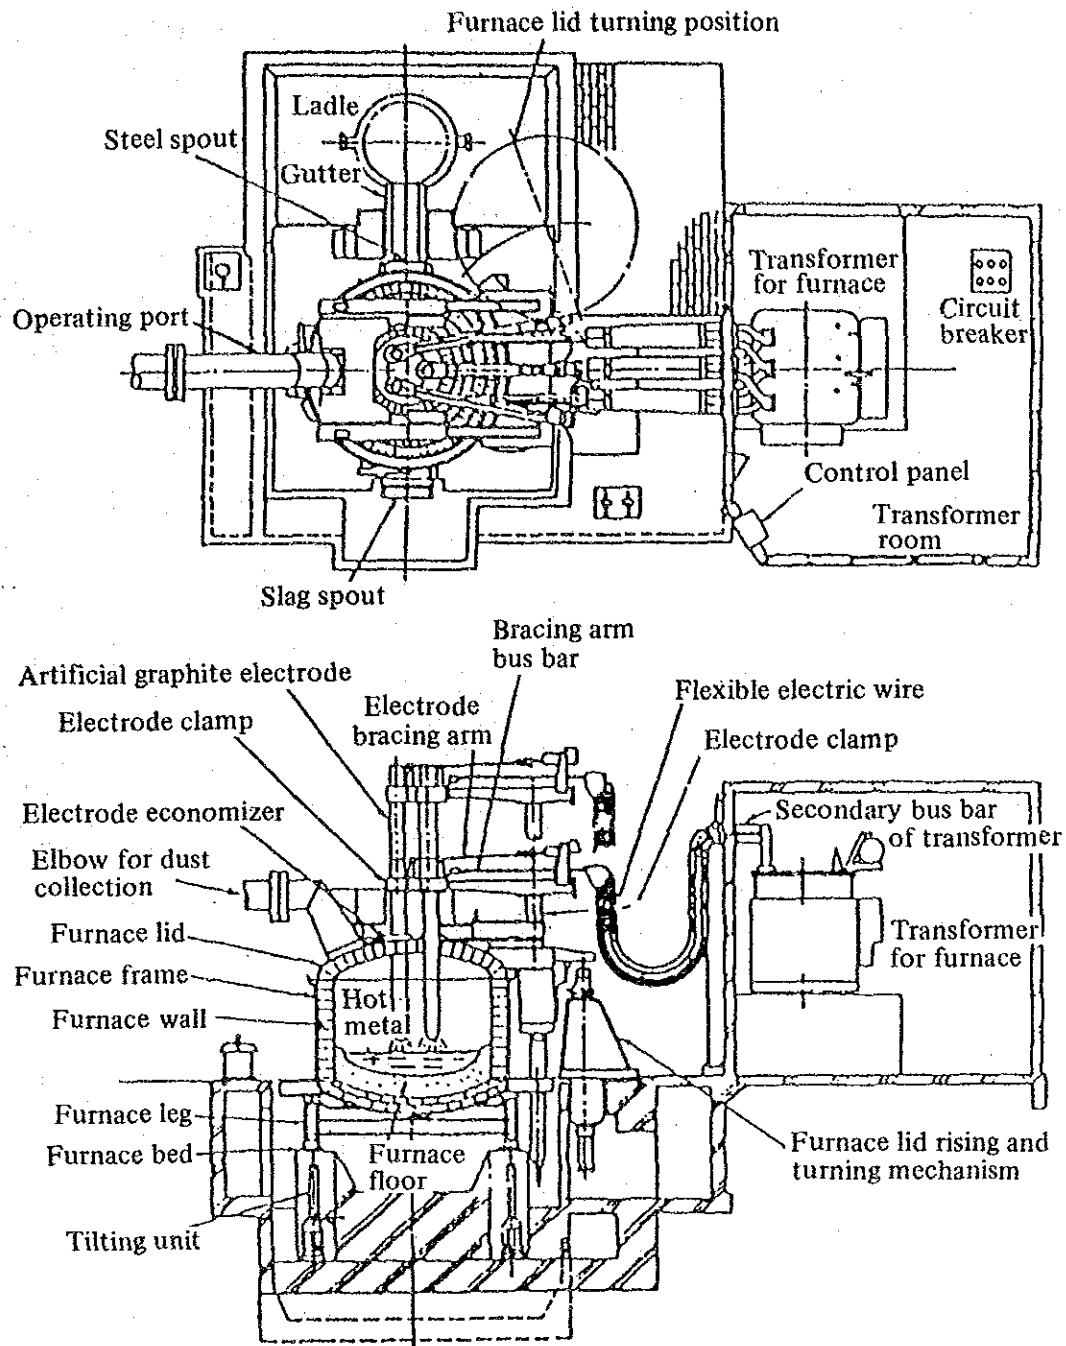 Furnace lid turning position
Ladle
Steel spout
Gutter
Transformer
for furnace
Circuit
breaker
Operating port
Control panel
Transformer
room
Slag spout
Bracing arm
bus bar
Artificial graphite electrode
Flexible electric wire
Electrode
bracing arm
Electrode clamp
Electrode clamp
Electrode economizer
Secondary bus bar
of transformer
Elbow for dust
collection
Furnace lid
Transformer
for furnace
Furnace frame
Hot
metal
Furnace wall
Furnace leg
Furnace bed
Furnace
floor
Furnace lid rising and
turning mechanism
Tilting unit